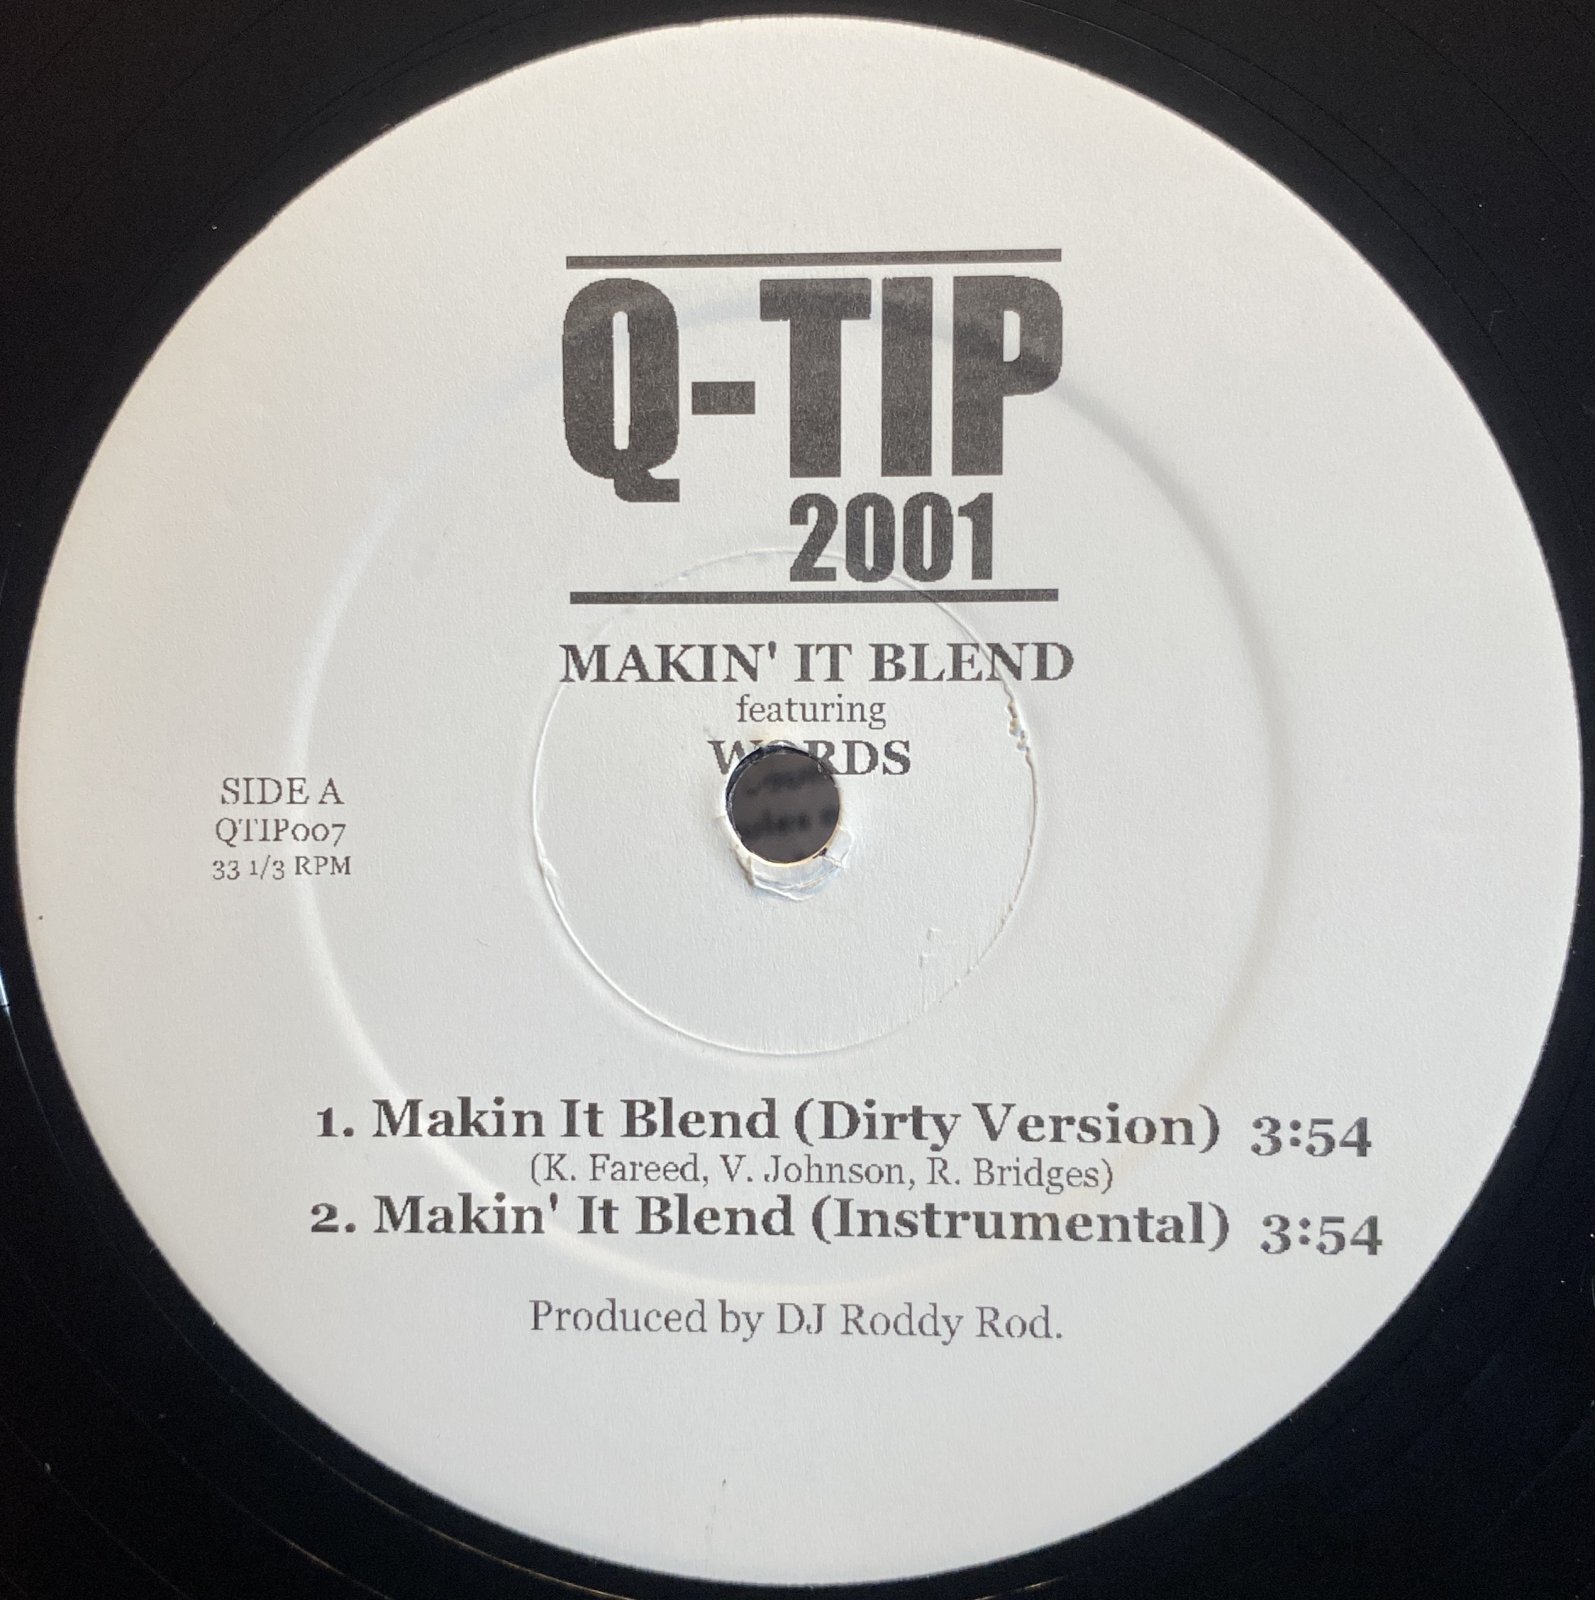 Q-TIP
2001
MAKIN' IT BLEND
featuring
WORDS
SIDE A
QTIP007
33 1/3 RPM
1. Makin It Blend (Dirty Version) 3:54
(K. Fareed, V. Johnson, R. Bridges)
2. Makin' It Blend (Instrumental) 3:54
Produced by DJ Roddy Rod.